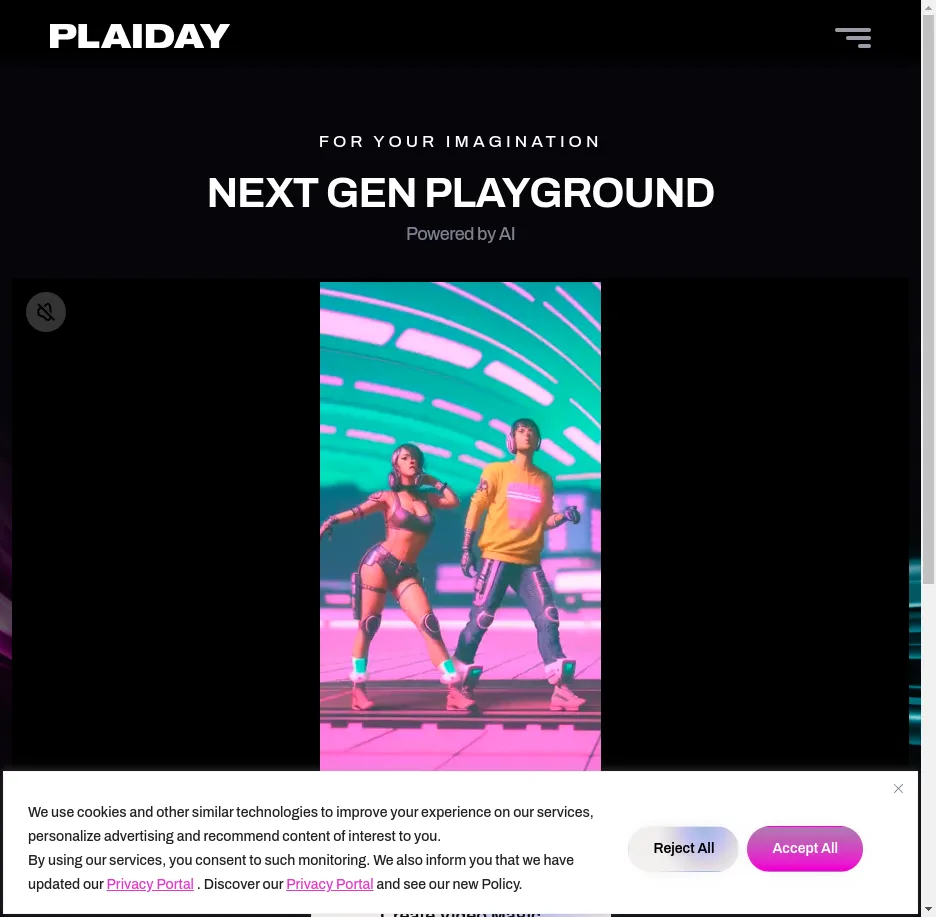 PLAIDAY
FOR YOUR IMAGINATION
NEXT GEN PLAYGROUND
Powered by AI
We use cookies and other similar technologies to improve your experience on our services,
personalize advertising and recommend content of interest to you.
By using our services, you consent to such monitoring. We also inform you that we have
updated our Privacy Portal . Discover our Privacy Portal and see our new Policy.
Reject All
Accept All
Create Video Magic